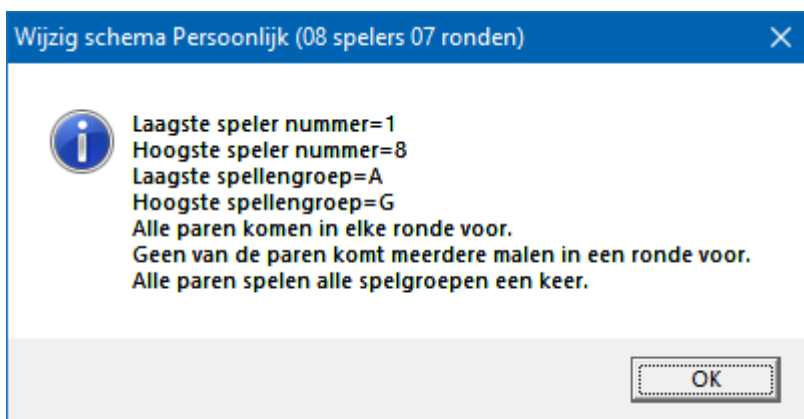 Wijzig schema Persoonlijk (08 spelers 07 ronden)
Laagste speler nummer=1
Hoogste speler nummer=8
Laagste spellengroep=A
Hoogste spellengroep=G
Alle paren komen in elke ronde voor.
Geen van de paren komt meerdere malen in een ronde voor.
Alle paren spelen alle spelgroepen een keer.
OK